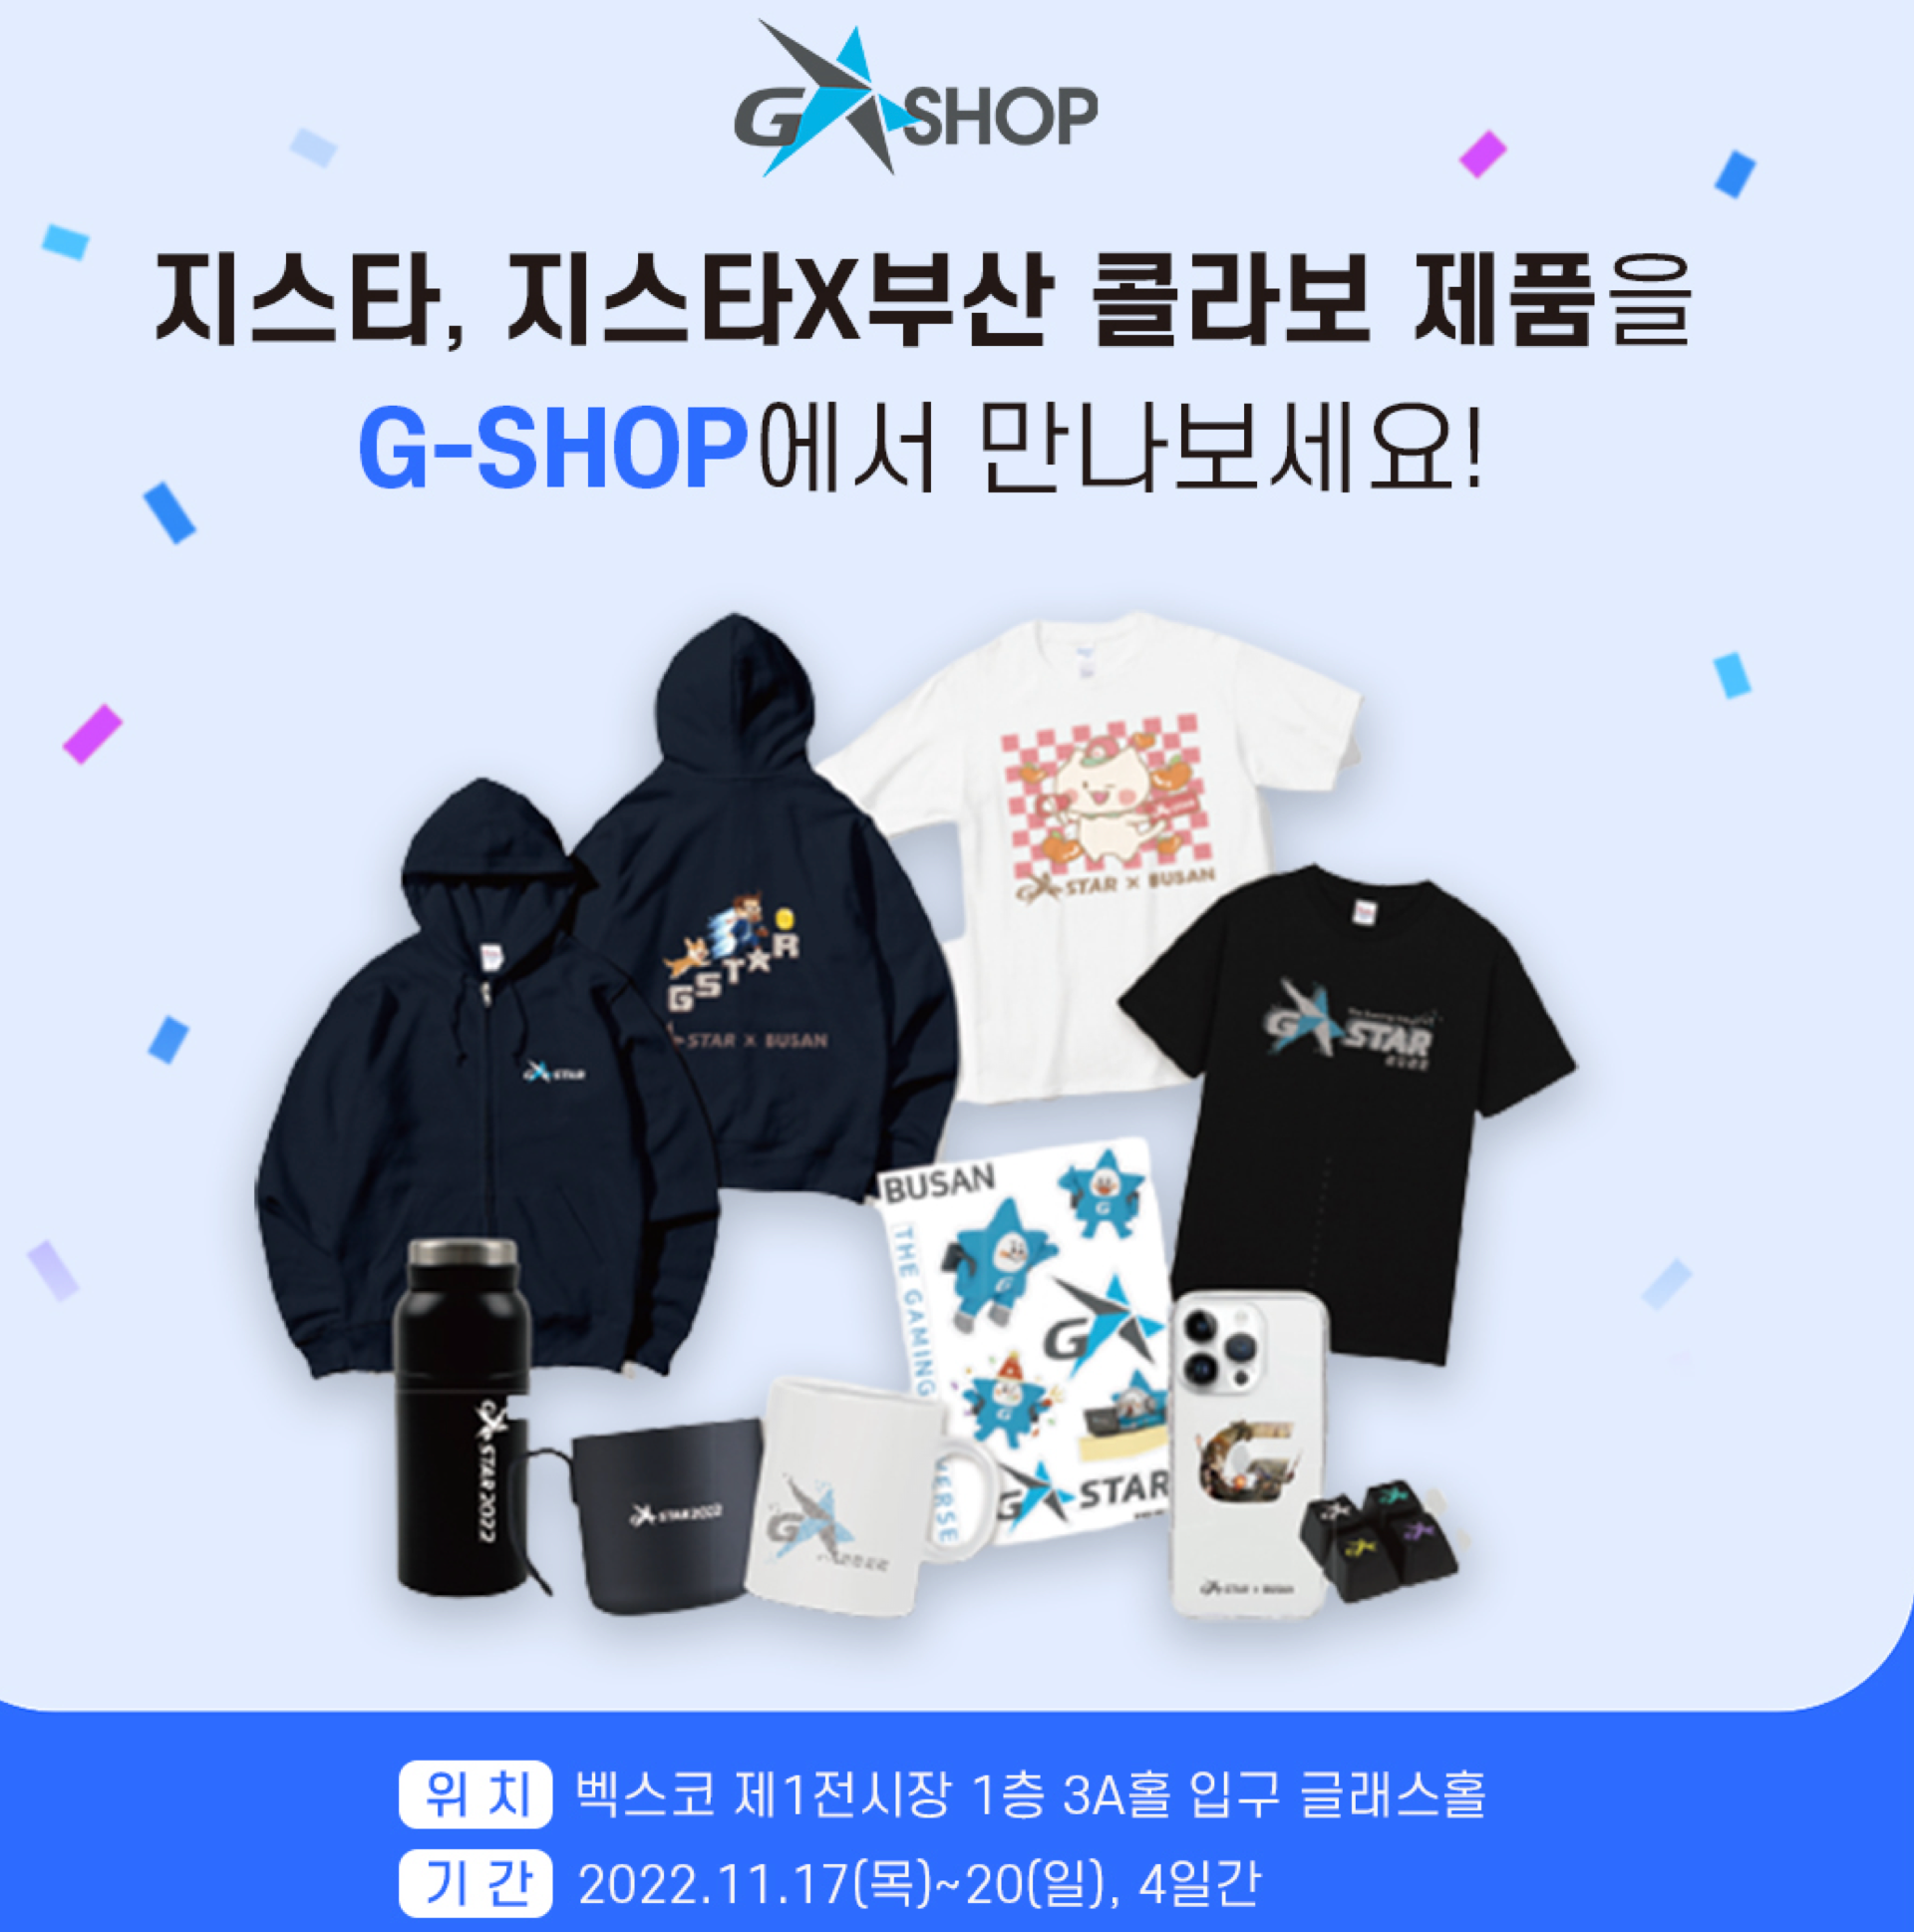 G SHOP
지스타, 지스타X부산 콜라보 제품을
G-SHOP에서 만나보세요!
STAR X BUSAN
GSTAR
STAR X BUSAN
G STAR
G STAR
2022
BUSAN
G
G
THE GAMING
VERSE
G
G
G STAR
G STAR2022
G STAR2022
G
2022
G
G STAR X BUSAN
위 치 벡스코 제1전시장 1층 3A홀 입구 글래스홀
기 간 2022.11.17(목)~20(일), 4일간